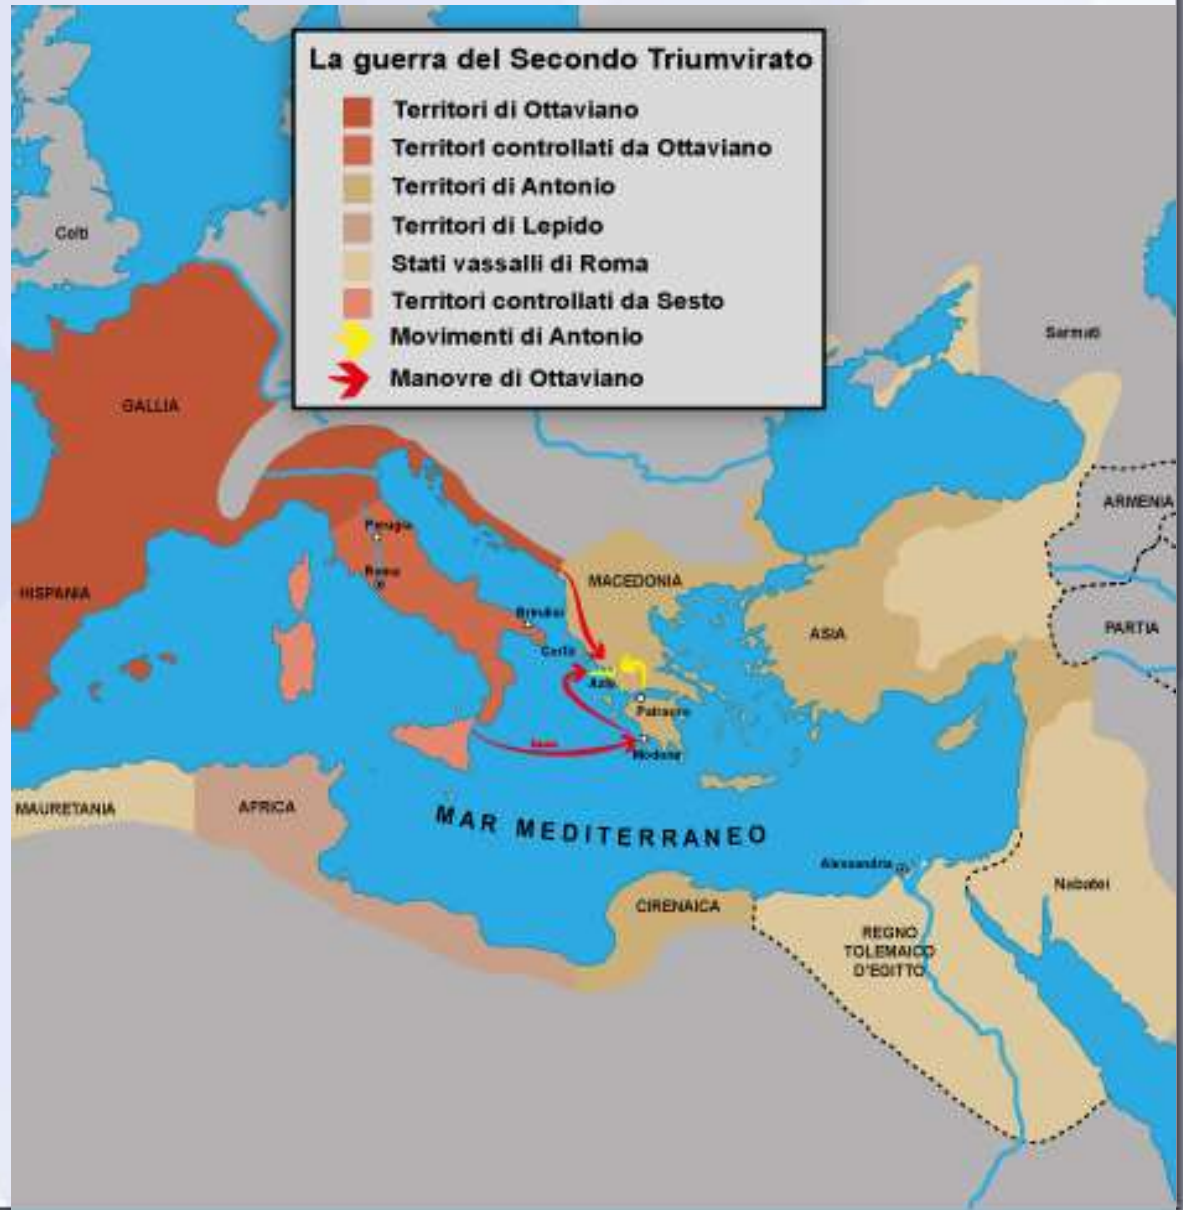 La guerra del Secondo Triumvirato
Territori di Ottaviano
Territori controllati da Ottaviano
Territori di Antonio
Territori di Lepido
Stati vassalli di Roma
Territori controllati da Sesto
Movimenti di Antonio
Manovre di Ottaviano
Celti
Sarmati
GALLIA
ARMENIA
Perugia
Roma
MACEDONIA
HISPANIA
Brindisi
ASIA
PARTIA
Corfù
Azio
Patrasso
Modone
MAURETANIA
AFRICA
MAR MEDITERRANEO
Alessandria
Nabatei
CIRENAICA
REGNO
TOLEMAICO
D'EGITTO